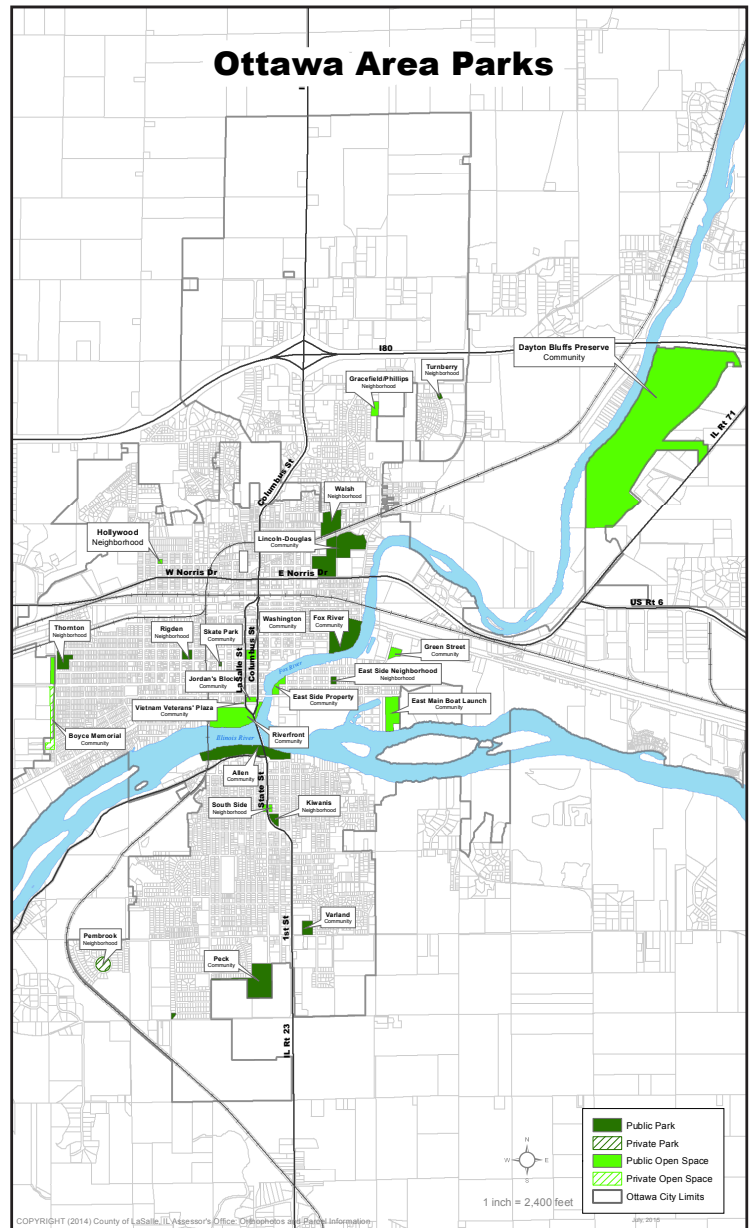 Ottawa Area Parks
I80
Dayton Bluffs Preserve
Community
Turnberry
Neighborhood
Gracefield/Phillips
Neighborhood
IL Rt 71
Columbus St
Walsh
Neighborhood
Hollywood
Neighborhood
Lincoln-Douglas
Community
W Norris Dr
E Norris Dr
US Rt 6
Thornton
Neighborhood
Rigden
Neighborhood
Skate Park
Community
Washington
Community
Fox River
Community
Green Street
Community
LaSalle St
Columbus St
Fox River
Jordan's Block
Community
East Side Neighborhood
Neighborhood
East Side Property
Community
Vietnam Veterans' Plaza
Community
East Main Boat Launch
Community
Boyce Memorial
Community
Illinois River
Riverfront
Community
Allen
Community
State St
South Side
Neighborhood
Kiwanis
Neighborhood
Varland
Community
1st St
Pembrook
Neighborhood
Peck
Community
IL Rt 23
N
W
E
S
1 inch = 2,400 feet
Public Park
Private Park
Public Open Space
Private Open Space
Ottawa City Limits
COPYRIGHT (2014) County of LaSalle, IL Assessor's Office. Orthophotos and Parcel Information